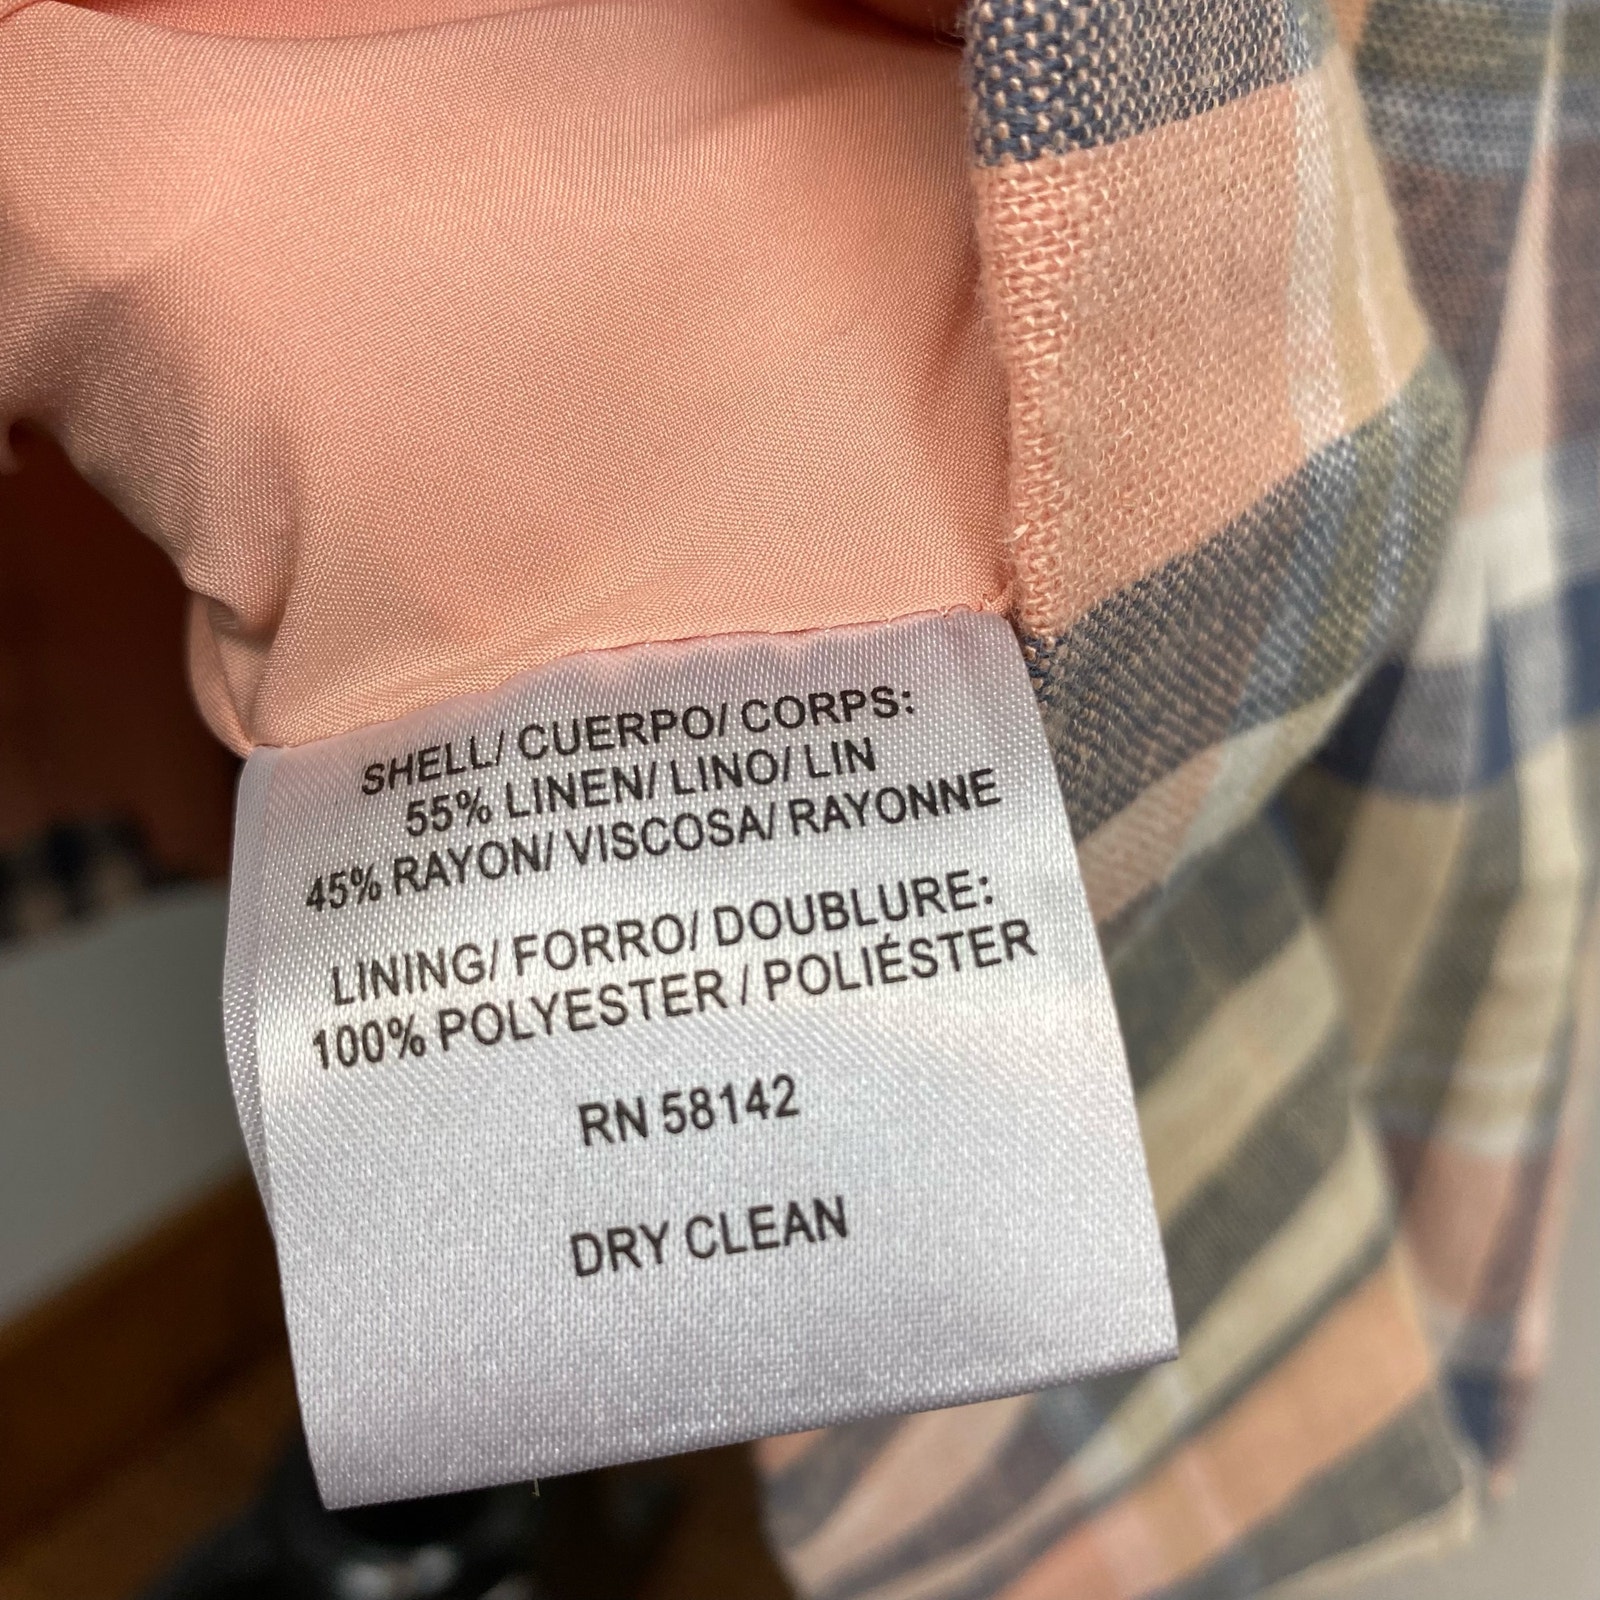 SHELL/ CUERPO/ CORPS:
55% LINEN/ LINO/ LIN
45% RAYON/ VISCOSA/ RAYONNE
LINING/ FORRO/ DOUBLURE:
100% POLYESTER / POLIÉSTER
RN 58142
DRY CLEAN